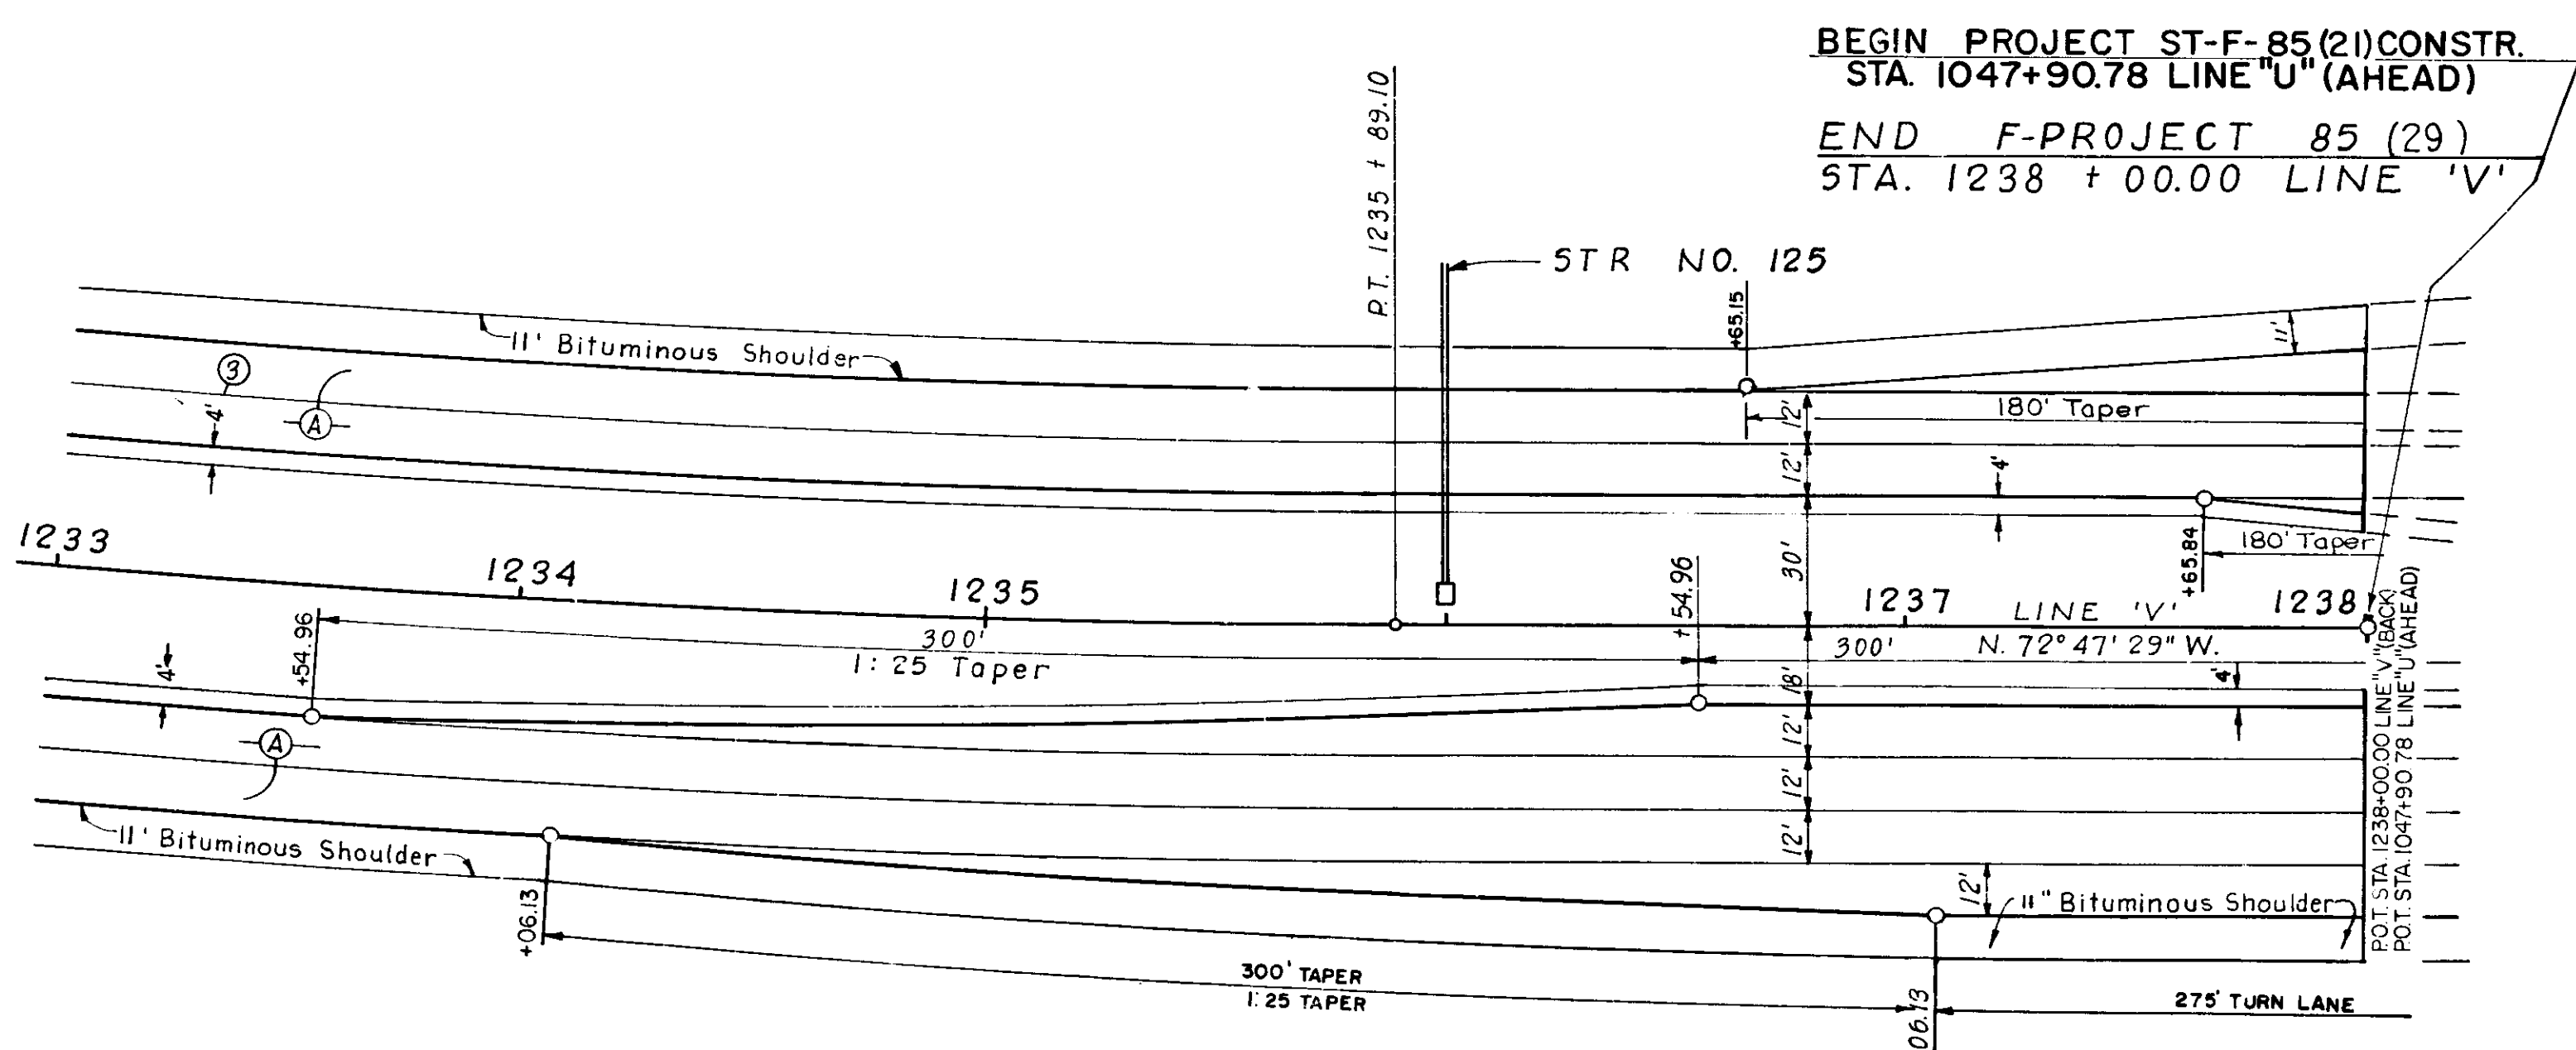 BEGIN PROJECT ST-F-85(21)CONSTR.
STA. 1047+90.78 LINE "U" (AHEAD)
END F-PROJECT 85 (29)
STA. 1238 + 00.00 LINE 'V'
P.T. 1235 + 89.10
STR NO. 125
+65.15
11' Bituminous Shoulder
11'
3
A
4'
12'
180' Taper
12'
4'
30'
+65.84
180' Taper
1233
1234
1235
1237
LINE 'V'
1238
+54.96
300'
1:25 Taper
+54.96
300'
N. 72° 47' 29" W.
4'
18'
4'
A
12'
12'
12'
11' Bituminous Shoulder
+06.13
12'
11" Bituminous Shoulder
P.O.T. STA. 1238+00.00 LINE "V" (BACK)
P.O.T. STA. 1047+90.78 LINE "U" (AHEAD)
300' TAPER
1:25 TAPER
06.13
275' TURN LANE